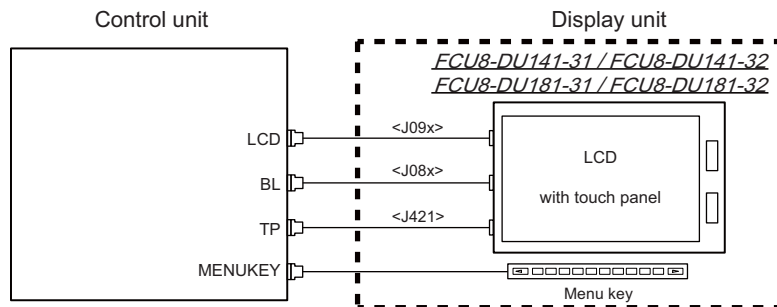 Control unit
Display unit
FCU8-DU141-31 / FCU8-DU141-32
FCU8-DU181-31 / FCU8-DU181-32
LCD
<J09x>
LCD
with touch panel
BL
<J08x>
TP
<J421>
MENUKEY
Menu key